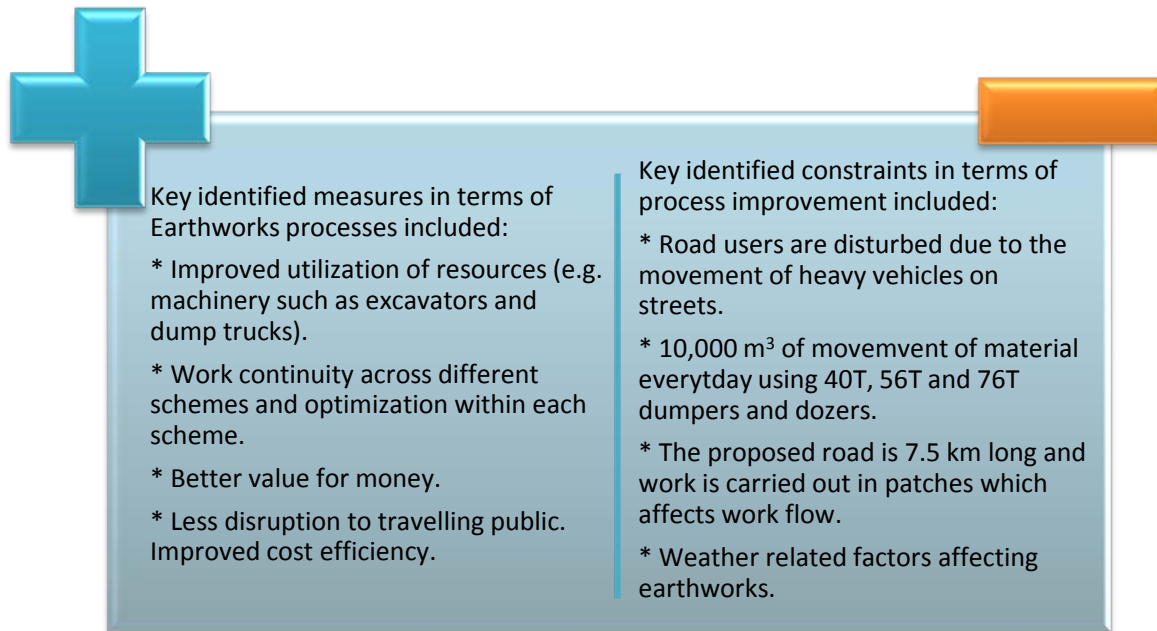 Key identified measures in terms of
Earthworks processes included:
* Improved utilization of resources (e.g.
machinery such as excavators and
dump trucks).
* Work continuity across different
schemes and optimization within each
scheme.
* Better value for money.
* Less disruption to travelling public.
Improved cost efficiency.
Key identified constraints in terms of
process improvement included:
* Road users are disturbed due to the
movement of heavy vehicles on
streets.
* 10,000 m³ of movemvent of material
everytday using 40T, 56T and 76T
dumpers and dozers.
* The proposed road is 7.5 km long and
work is carried out in patches which
affects work flow.
* Weather related factors affecting
earthworks.